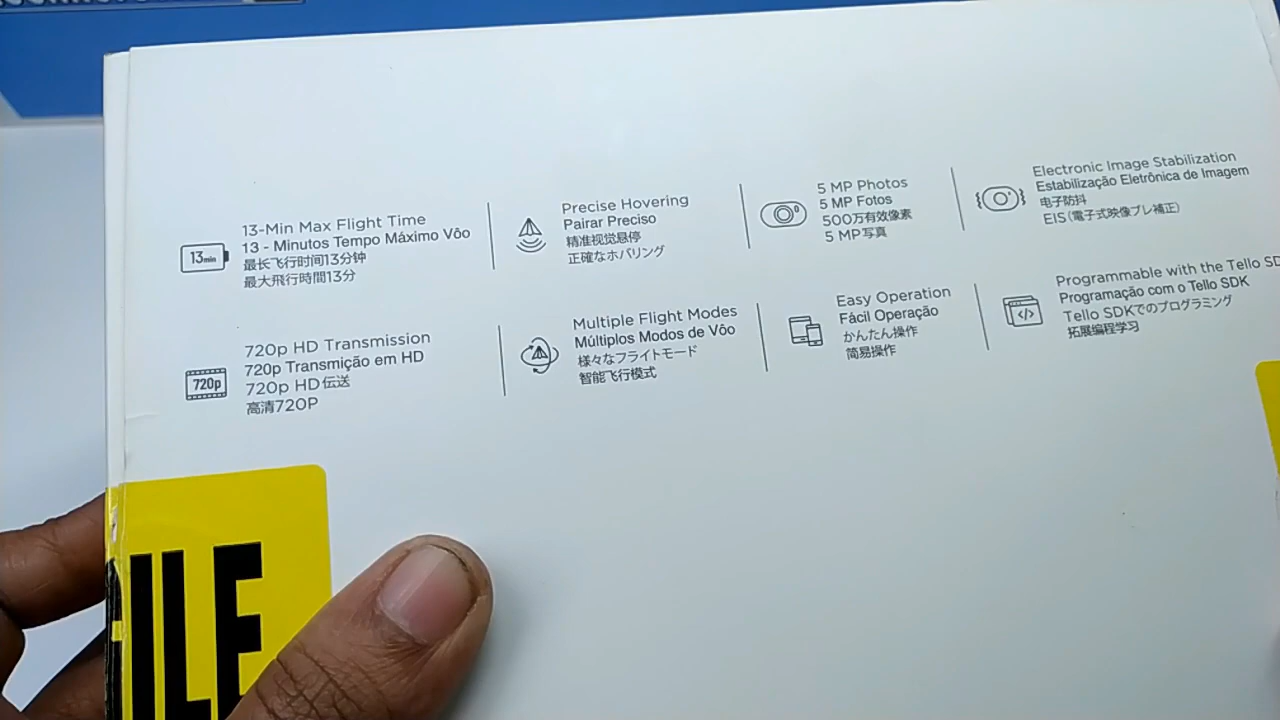 13min
13-Min Max Flight Time
13 - Minutos Tempo Máximo Vôo
最长飞行时间13分钟
最大飛行時間13分
Precise Hovering
Pairar Preciso
精准视觉悬停
正確なホバリング
5 MP Photos
5 MP Fotos
500万有效像素
5 MP写真
Electronic Image Stabilization
Estabilização Eletrônica de Imagem
电子防抖
EIS(電子式映像ブレ補正)
720p
720p HD Transmission
720p Transmição em HD
720p HD伝送
高清720P
Multiple Flight Modes
Múltiplos Modos de Vôo
様々なフライトモード
智能飞行模式
Easy Operation
Fácil Operação
かんたん操作
简易操作
Programmable with the Tello SD
Programação com o Tello SDK
Tello SDKでのプログラミング
拓展编程学习
ILE